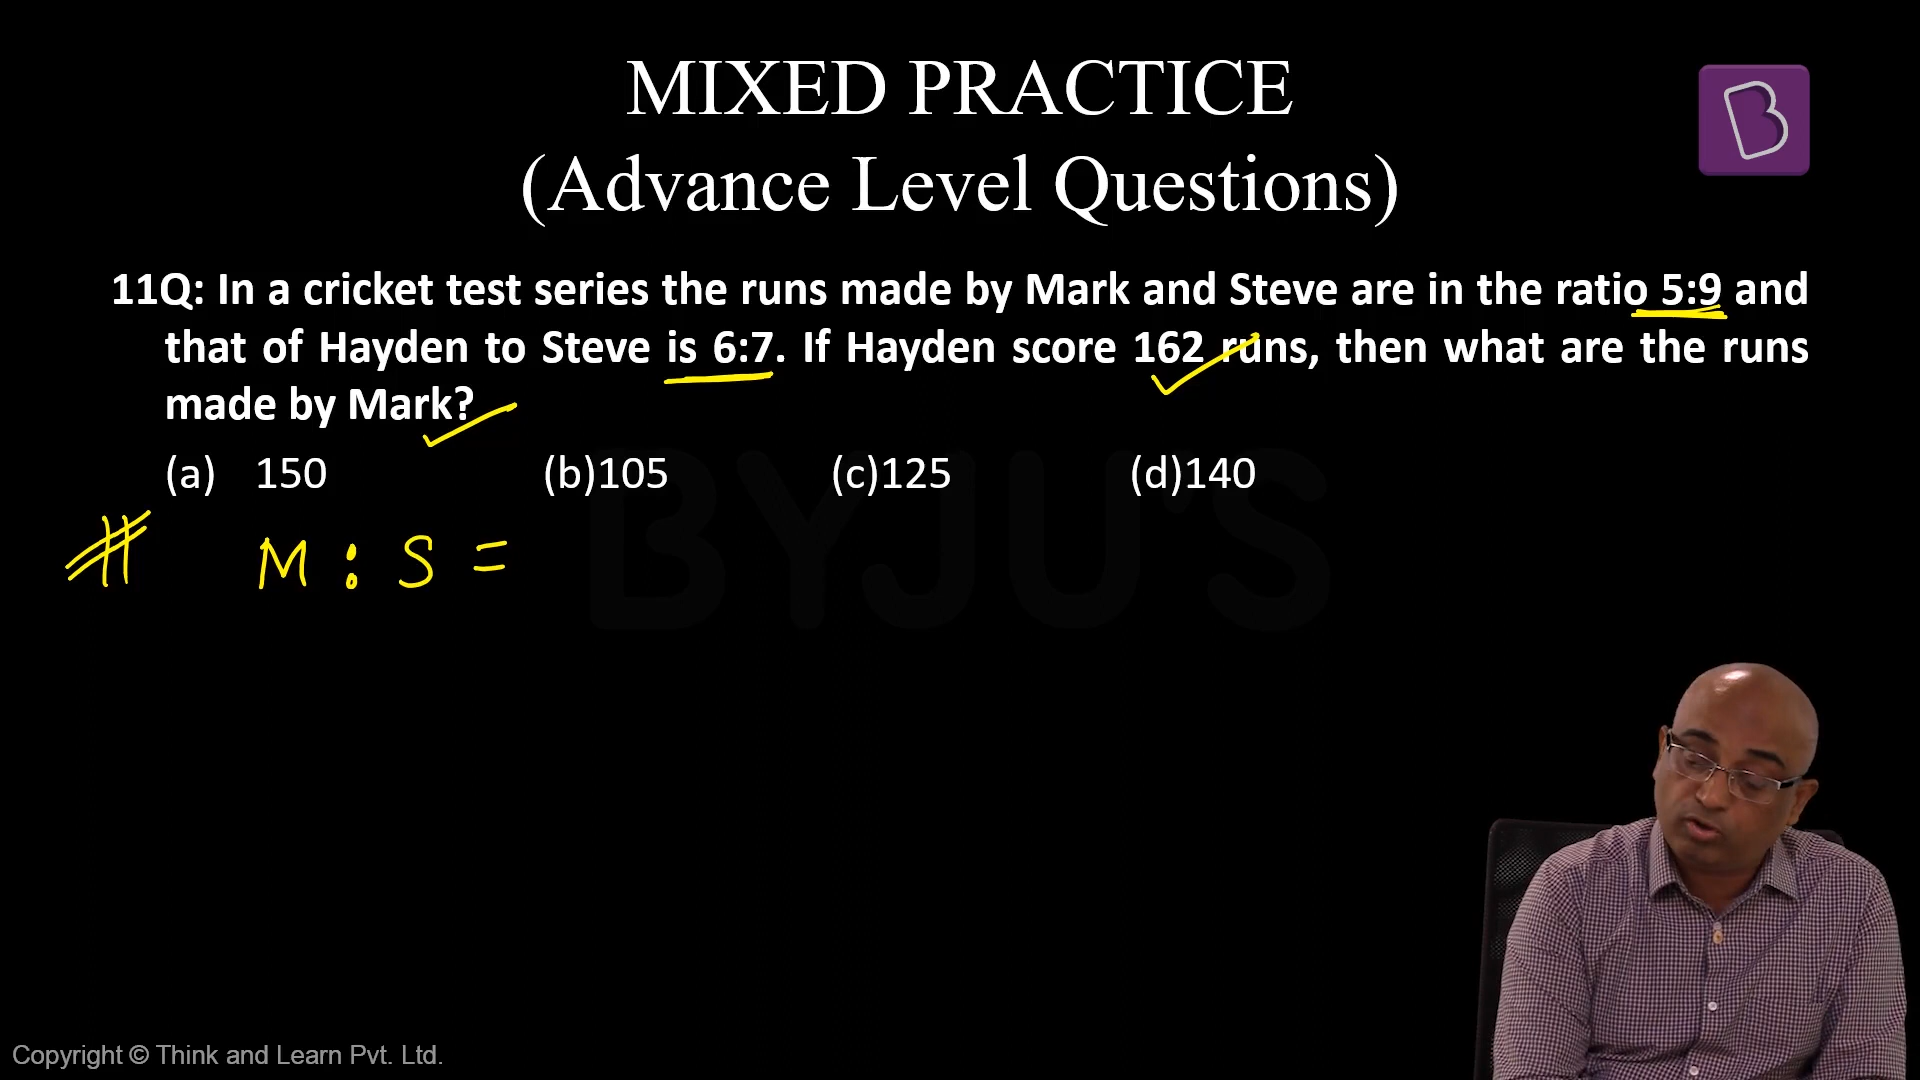 MIXED PRACTICE
(Advance Level Questions)
11Q: In a cricket test series the runs made by Mark and Steve are in the ratio 5:9 and
that of Hayden to Steve is 6:7. If Hayden score 162 runs, then what are the runs
made by Mark?
(a) 150 (b)105 (c)125 (d)140
M : S =
BYJU'S
Copyright © Think and Learn Pvt. Ltd.